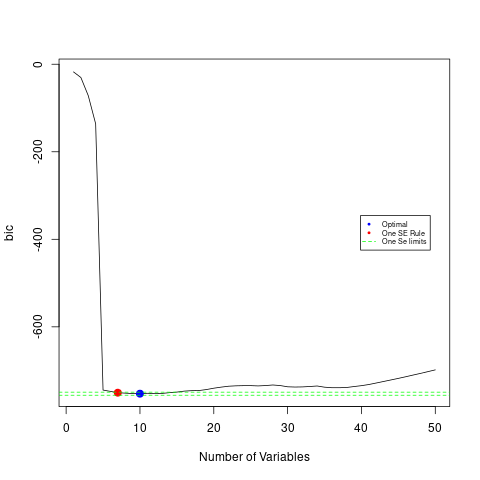 0
-200
-400
-600
bic
Optimal
One SE Rule
One Se limits
0 10 20 30 40 50
Number of Variables